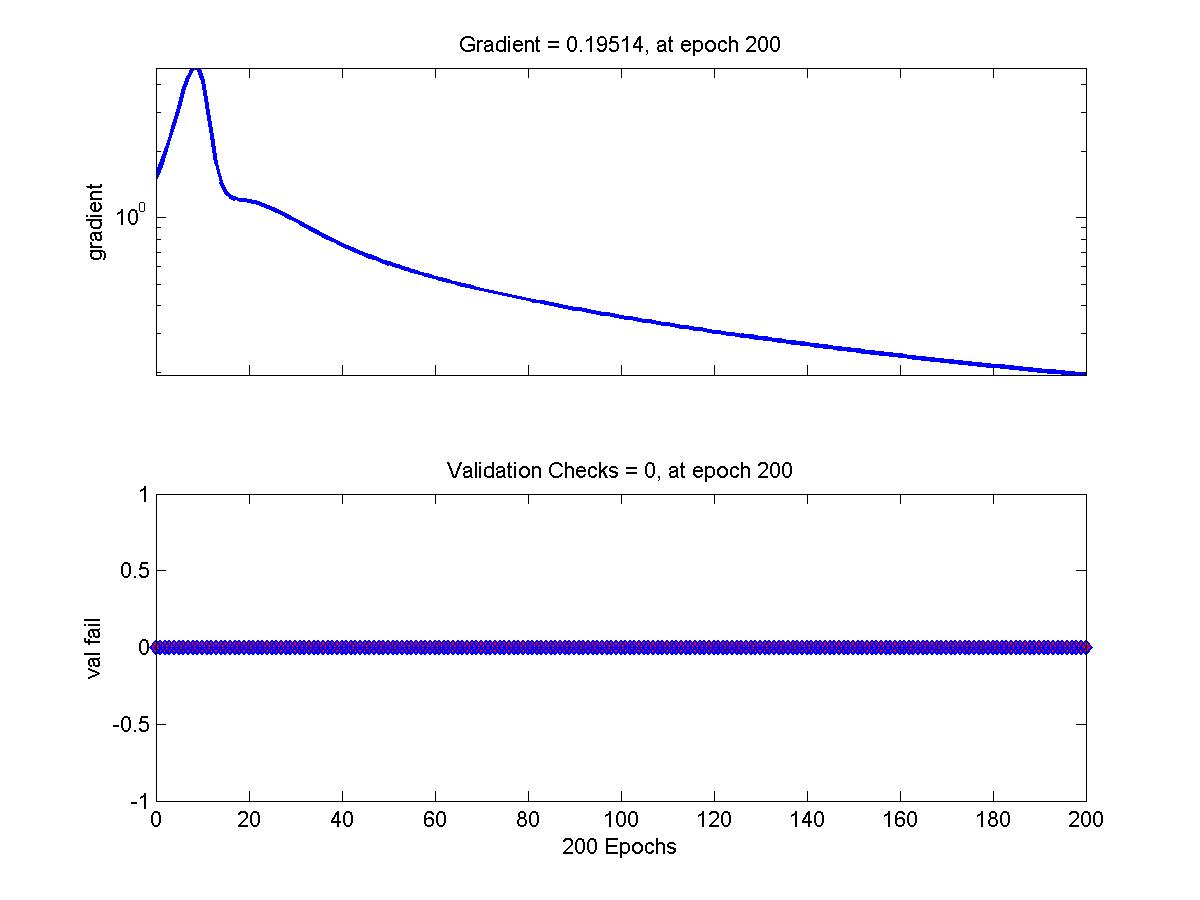 Gradient = 0.19514, at epoch 200
gradient
10^0
Validation Checks = 0, at epoch 200
val fail
1
0.5
0
-0.5
-1
0 20 40 60 80 100 120 140 160 180 200
200 Epochs